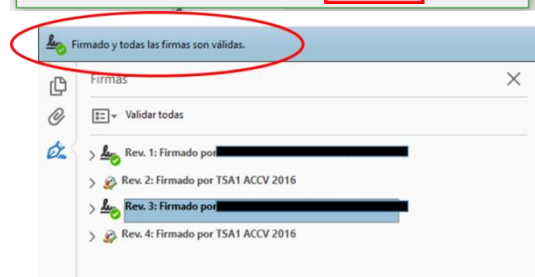 Firmado y todas las firmas son válidas.
Firmas
Validar todas
Rev. 1: Firmado por
Rev. 2: Firmado por TSA1 ACCV 2016
Rev. 3: Firmado por
Rev. 4: Firmado por TSA1 ACCV 2016